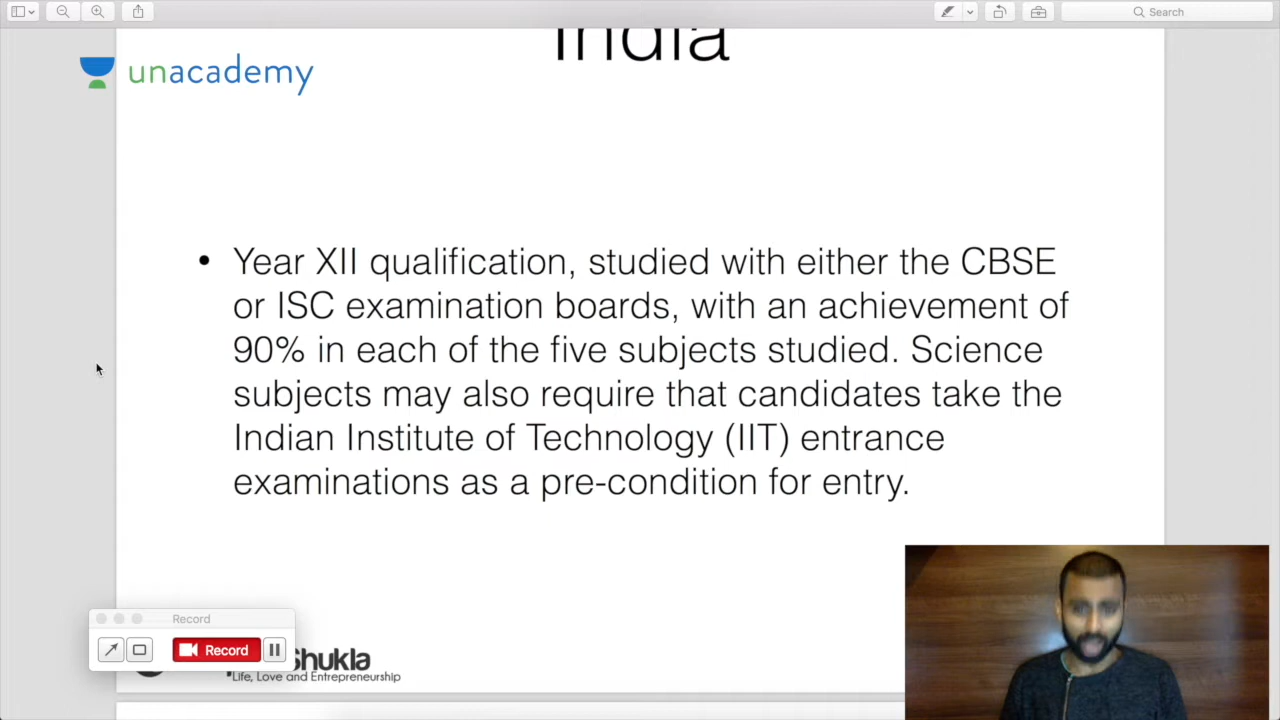 Search
India
unacademy
• Year XII qualification, studied with either the CBSE
or ISC examination boards, with an achievement of
90% in each of the five subjects studied. Science
subjects may also require that candidates take the
Indian Institute of Technology (IIT) entrance
examinations as a pre-condition for entry.
Record
Record
Shukla
Life, Love and Entrepreneurship